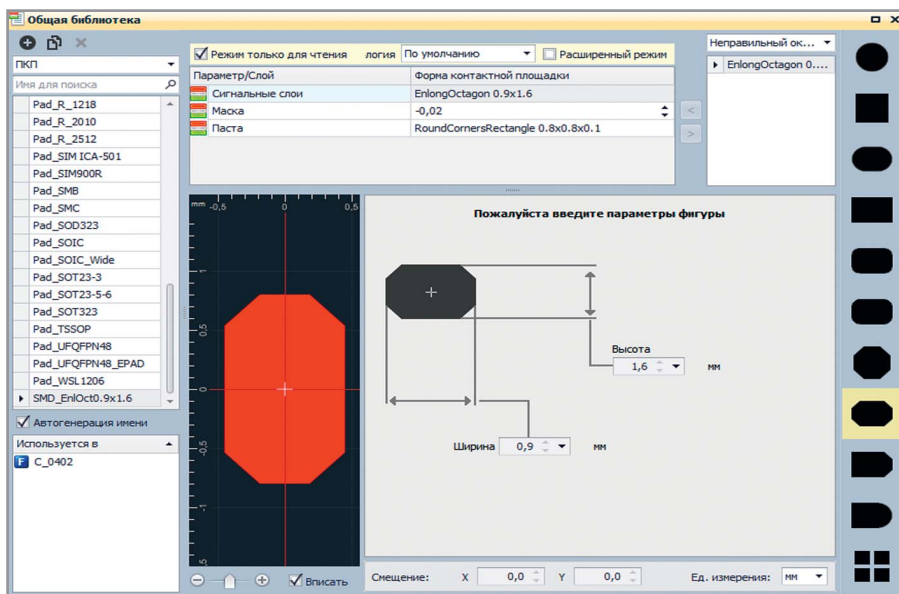 Общая библиотека
ПКП
Имя для поиска
Pad_R_1218
Pad_R_2010
Pad_R_2512
Pad_SIM ICA-501
Pad_SIM900R
Pad_SMB
Pad_SMC
Pad_SOD323
Pad_SOIC
Pad_SOIC_Wide
Pad_SOT23-3
Pad_SOT23-5-6
Pad_SOT323
Pad_TSSOP
Pad_UFQFPN48
Pad_UFQFPN48_EPAD
Pad_WSL1206
SMD_EnlOct0.9x1.6
Автогенерация имени
Используется в
F C_0402
Режим только для чтения логия По умолчанию Расширенный режим
Параметр/Слой Форма контактной площадки
Сигнальные слои EnlongOctagon 0.9x1.6
Маска -0,02
Паста RoundCornersRectangle 0.8x0.8x0.1
<
>
Неправильный ок...
EnlongOctagon 0....
mm -0,5 0 0,5
1
0,5
0
-0,5
-1
Вписать
Пожалуйста введите параметры фигуры
Высота
1,6 мм
Ширина 0,9 мм
Смещение: X 0,0 Y 0,0 Ед. измерения: мм